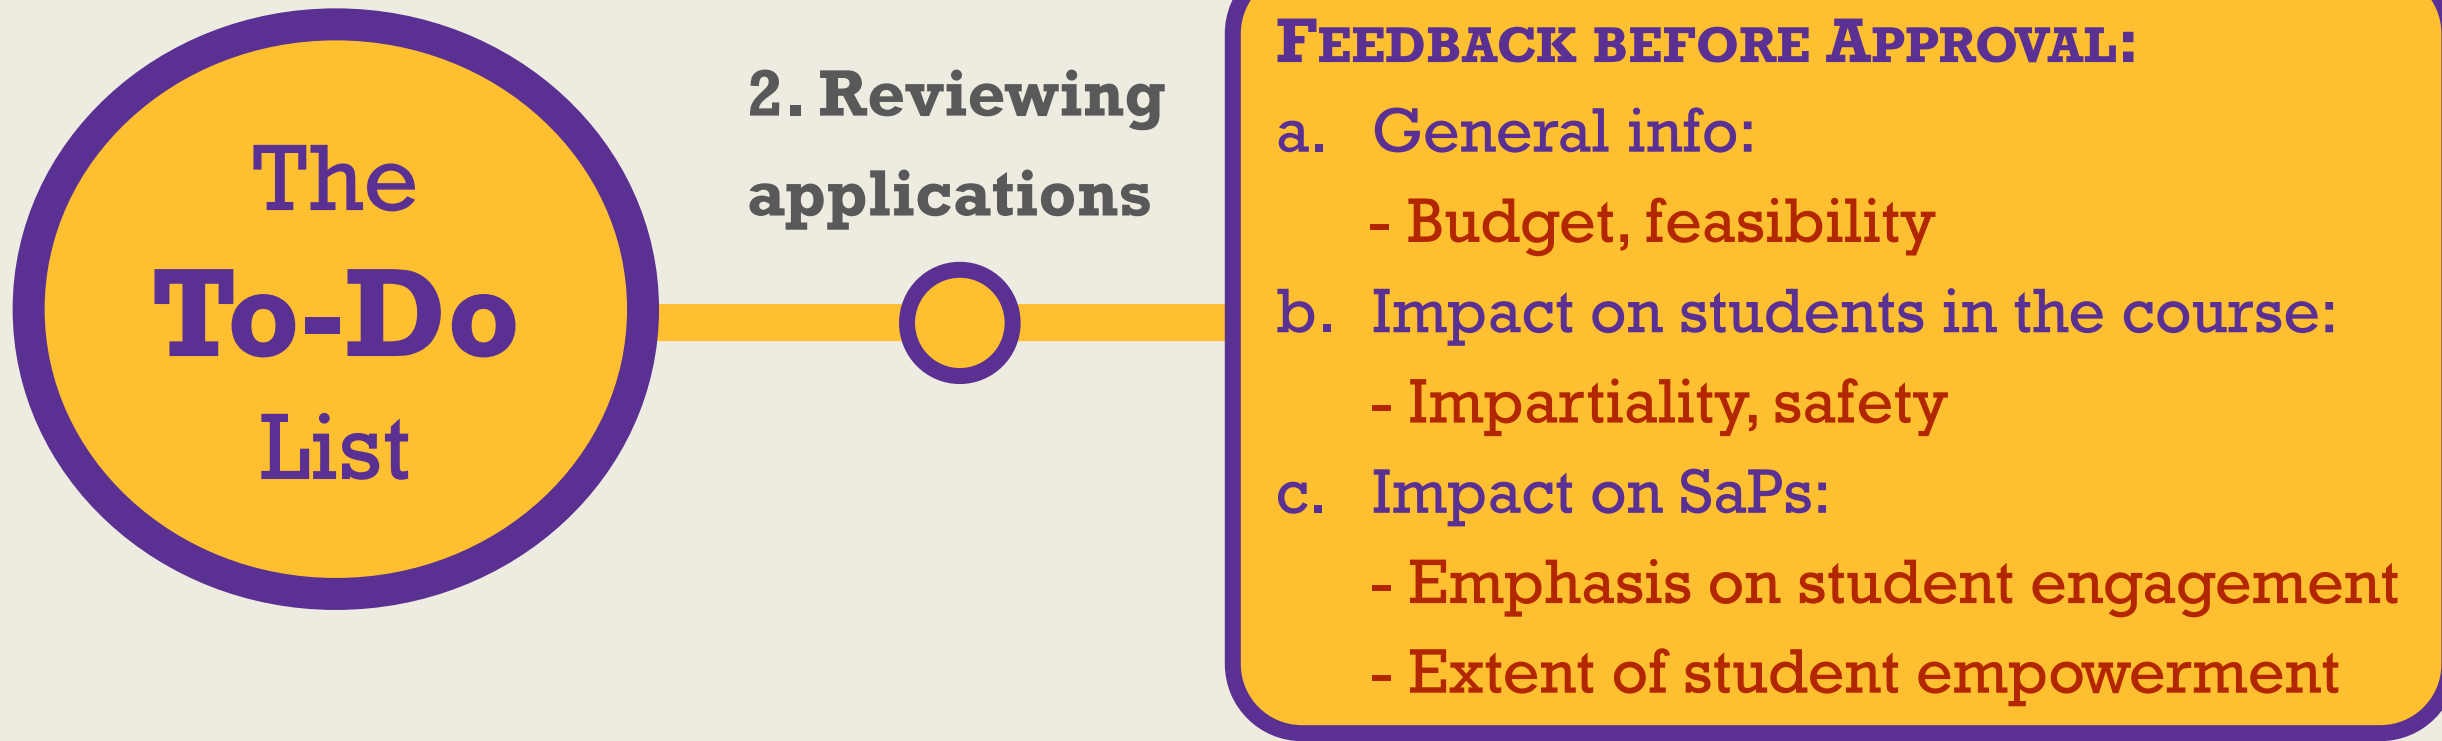 The
To-Do
List
2. Reviewing
applications
FEEDBACK BEFORE APPROVAL:
a. General info:
- Budget, feasibility
b. Impact on students in the course:
- Impartiality, safety
c. Impact on SaPs:
- Emphasis on student engagement
- Extent of student empowerment